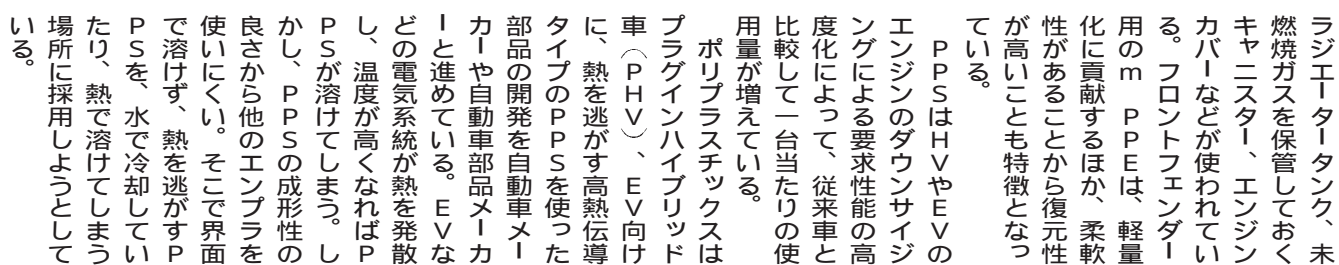 ラジエータータンク、未
燃焼ガスを保管しておく
キャニスター、エンジン
カバーなどが使われてい
る。フロントフェンダー
用のm PPEは、軽量
化に貢献するほか、柔軟
性があることから復元性
が高いことも特徴となっ
ている。
PPSはHVやEVの
エンジンのダウンサイジ
ングによる要求性能の高
度化によって、従来車と
比較して一台当たりの使
用量が増えている。
ポリプラスチックスは
プラグインハイブリッド
車（PHV）、EV向け
に、熱を逃がす高熱伝導
タイプのPPSを使った
部品の開発を自動車メー
カーや自動車部品メーカ
ーと進めている。EVな
どの電気系統が熱を発散
し、温度が高くなればP
PSが溶けてしまう。し
かし、PPSの成形性の
良さから他のエンプラを
使いにくい。そこで界面
で溶けず、熱を逃がすP
PSを、水で冷却してい
たり、熱で溶けてしまう
場所に採用しようとして
いる。